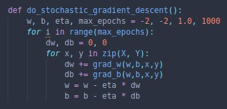 def do_stochastic_gradient_descent():
    w, b, eta, max_epochs = -2, -2, 1.0, 1000
    for i in range(max_epochs):
        dw, db = 0, 0
        for x, y in zip(X, Y):
            dw += grad_w(w,b,x,y)
            db += grad_b(w,b,x,y)
            w = w - eta * dw
            b = b - eta * db